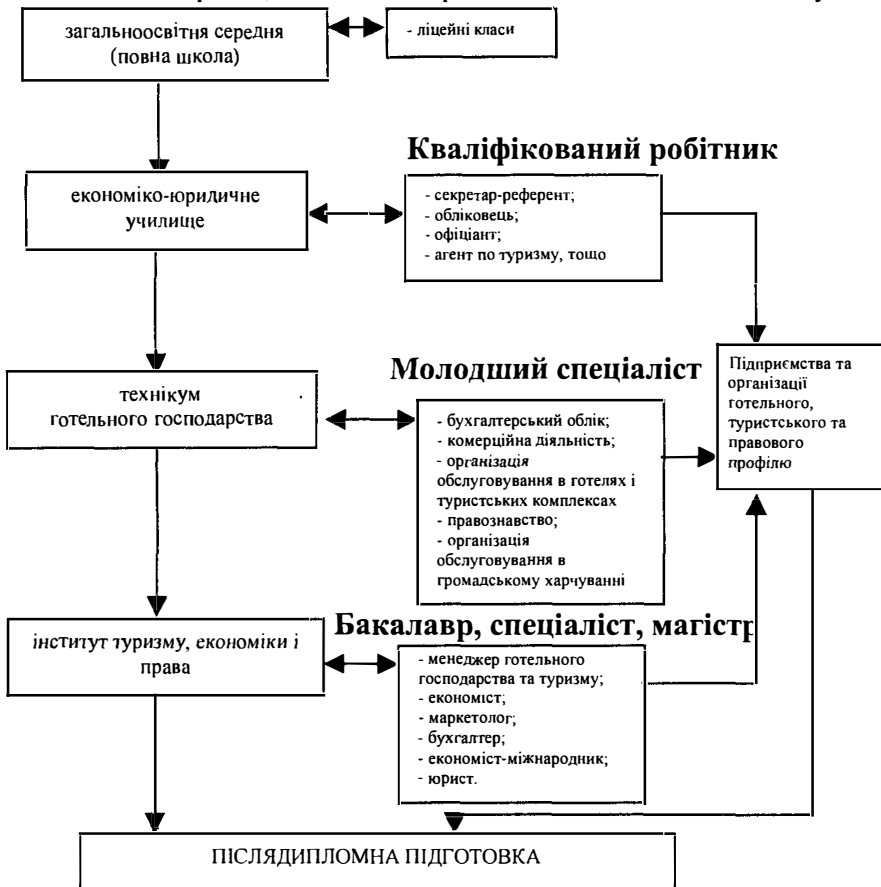 загальноосвітня середня
(повна школа)
- ліцейні класи
Кваліфікований робітник
економіко-юридичне
училище
- секретар-референт;
- обліковець;
- офіціант;
- агент по туризму, тощо
Молодший спеціаліст
технікум
готельного господарства
- бухгалтерський облік;
- комерційна діяльність;
- організація
обслуговування в готелях і
туристських комплексах
- правознавство;
- організація
обслуговування в
громадському харчуванні
Підприємства та
організації
готельного,
туристського та
правового
профілю
Бакалавр, спеціаліст, магістр
інститут туризму, економіки і
права
- менеджер готельного
господарства та туризму;
- економіст;
- маркетолог;
- бухгалтер;
- економіст-міжнародник;
- юрист.
ПІСЛЯДИПЛОМНА ПІДГОТОВКА